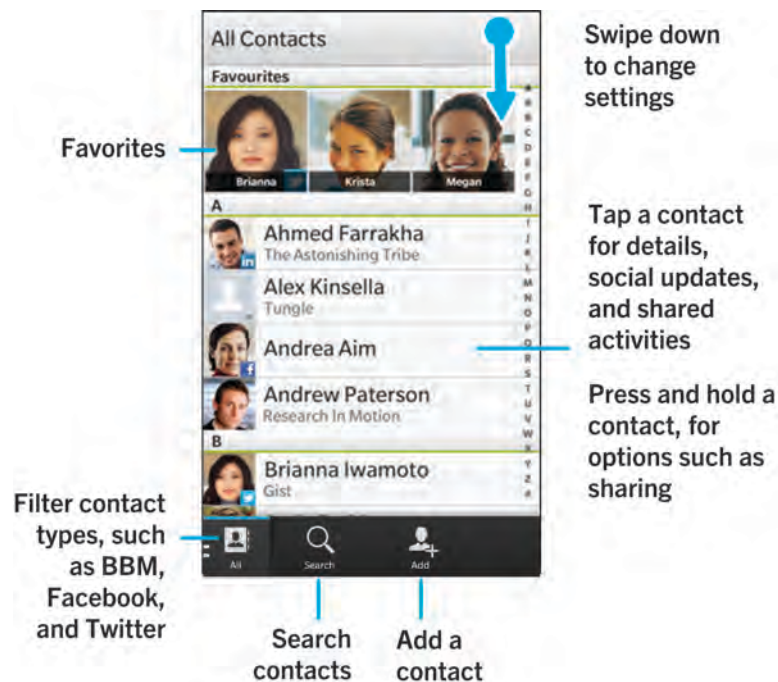 All Contacts
Favourites
Brianna
Krista
Megan
A
Ahmed Farrakha
The Astonishing Tribe
Alex Kinsella
Tungle
Andrea Aim
Andrew Paterson
Research In Motion
B
Brianna Iwamoto
Gist
All
Search
Add
Swipe down
to change
settings
Favorites
Tap a contact
for details,
social updates,
and shared
activities
Press and hold a
contact, for
options such as
sharing
Filter contact
types, such
as BBM,
Facebook,
and Twitter
Search
contacts
Add a
contact